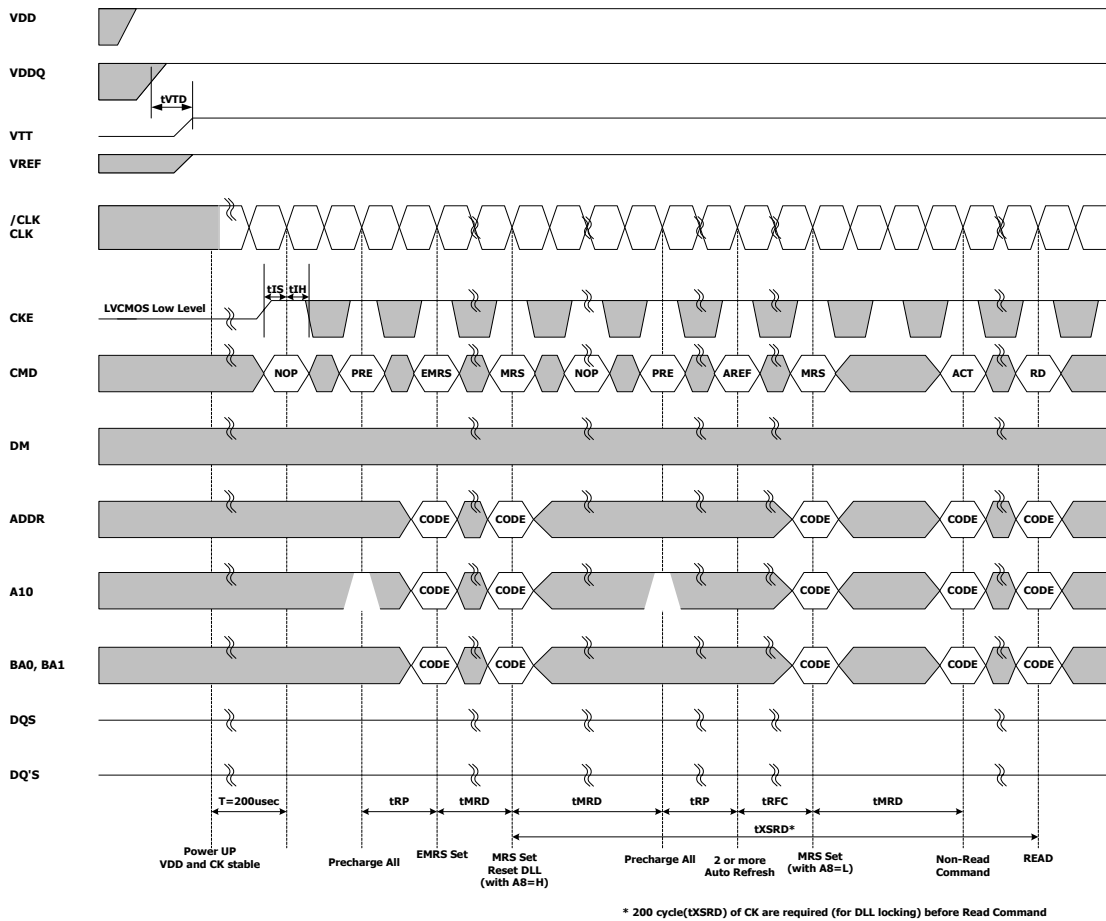 VDD
VDDQ
tVTD
VTT
VREF
/CLK
CLK
tIS tIH
CKE LVCMOS Low Level
CMD NOP PRE EMRS MRS NOP PRE AREF MRS ACT RD
DM
ADDR CODE CODE CODE CODE CODE
A10 CODE CODE CODE CODE CODE
BA0, BA1 CODE CODE CODE CODE CODE
DQS
DQ'S
T=200usec tRP tMRD tMRD tRP tRFC tMRD
tXSRD*
Power UP
VDD and CK stable
Precharge All
EMRS Set
MRS Set
Reset DLL
(with A8=H)
Precharge All
2 or more
Auto Refresh
MRS Set
(with A8=L)
Non-Read
Command
READ
* 200 cycle(tXSRD) of CK are required (for DLL locking) before Read Command